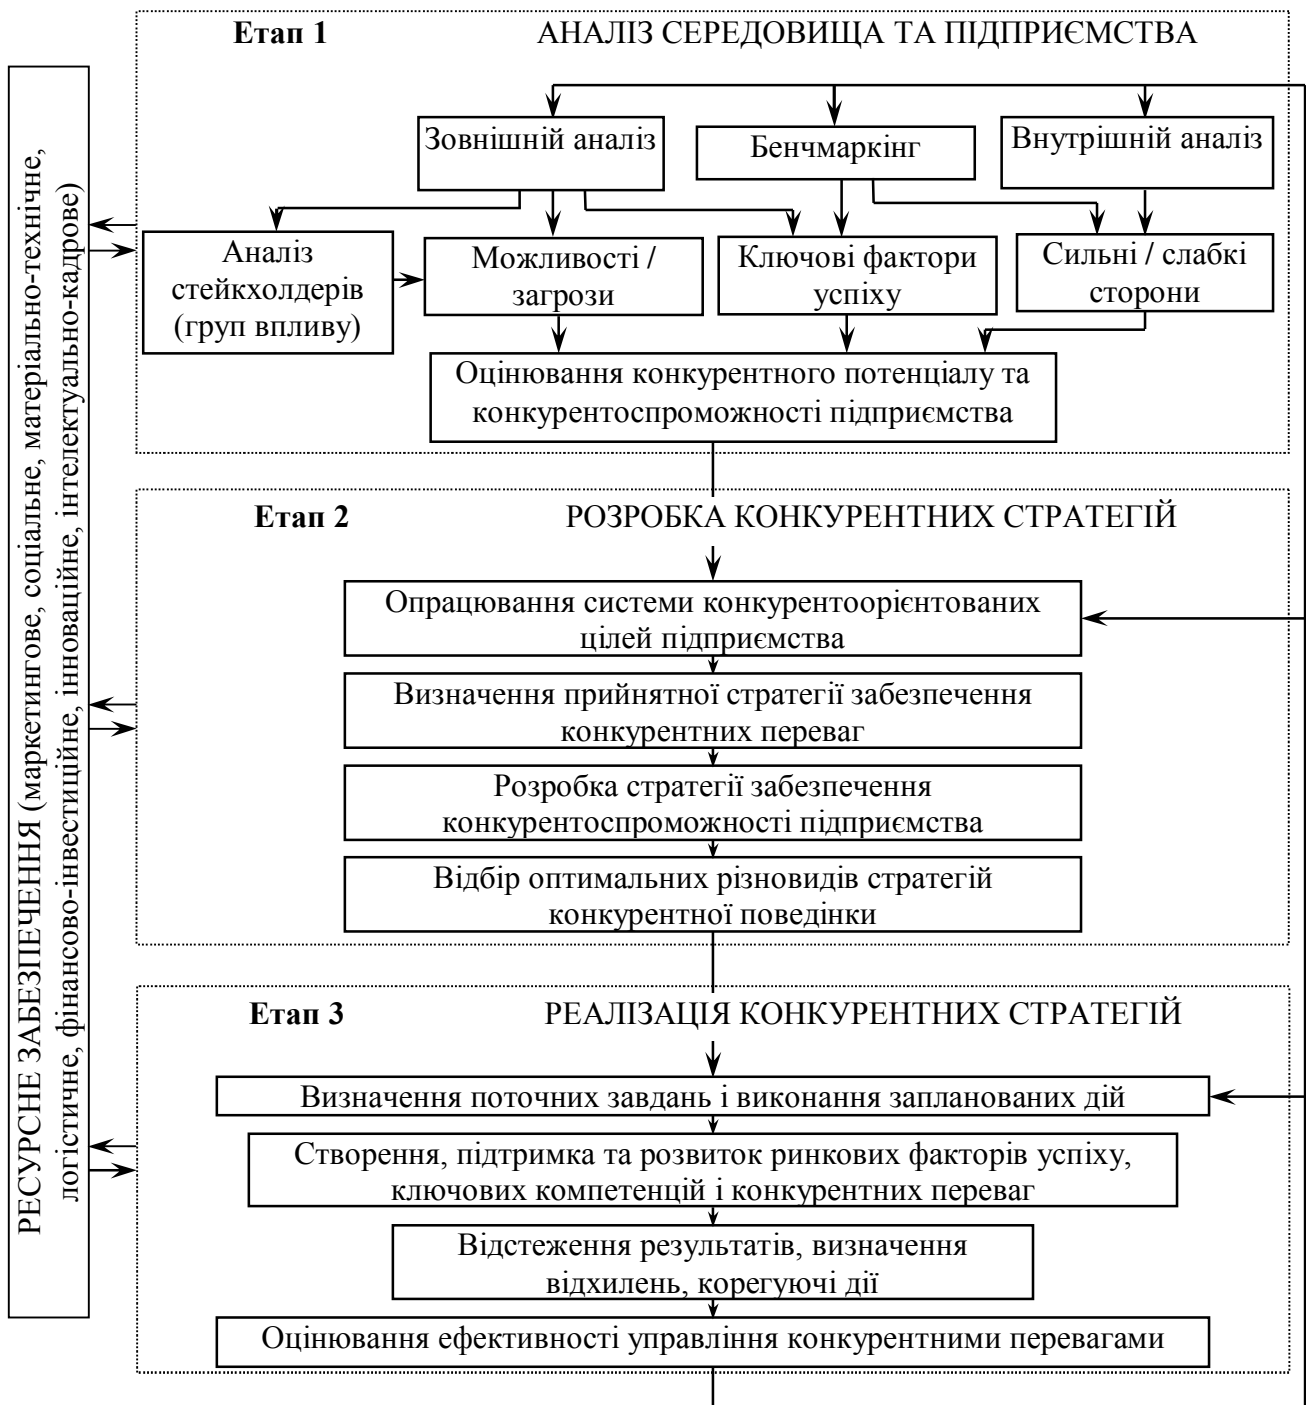 Етап 1 АНАЛІЗ СЕРЕДОВИЩА ТА ПІДПРИЄМСТВА
Зовнішній аналіз
Бенчмаркінг
Внутрішній аналіз
Аналіз
стейкхолдерів
(груп впливу)
Можливості /
загрози
Ключові фактори
успіху
Сильні / слабкі
сторони
Оцінювання конкурентного потенціалу та
конкурентоспроможності підприємства
Етап 2 РОЗРОБКА КОНКУРЕНТНИХ СТРАТЕГІЙ
Опрацювання системи конкурентоорієнтованих
цілей підприємства
Визначення прийнятної стратегії забезпечення
конкурентних переваг
Розробка стратегії забезпечення
конкурентоспроможності підприємства
Відбір оптимальних різновидів стратегій
конкурентної поведінки
Етап 3 РЕАЛІЗАЦІЯ КОНКУРЕНТНИХ СТРАТЕГІЙ
Визначення поточних завдань і виконання запланованих дій
Створення, підтримка та розвиток ринкових факторів успіху,
ключових компетенцій і конкурентних переваг
Відстеження результатів, визначення
відхилень, корегуючі дії
Оцінювання ефективності управління конкурентними перевагами
РЕСУРСНЕ ЗАБЕЗПЕЧЕННЯ (маркетингове, соціальне, матеріально-технічне,
логістичне, фінансово-інвестиційне, інноваційне, інтелектуально-кадрове)